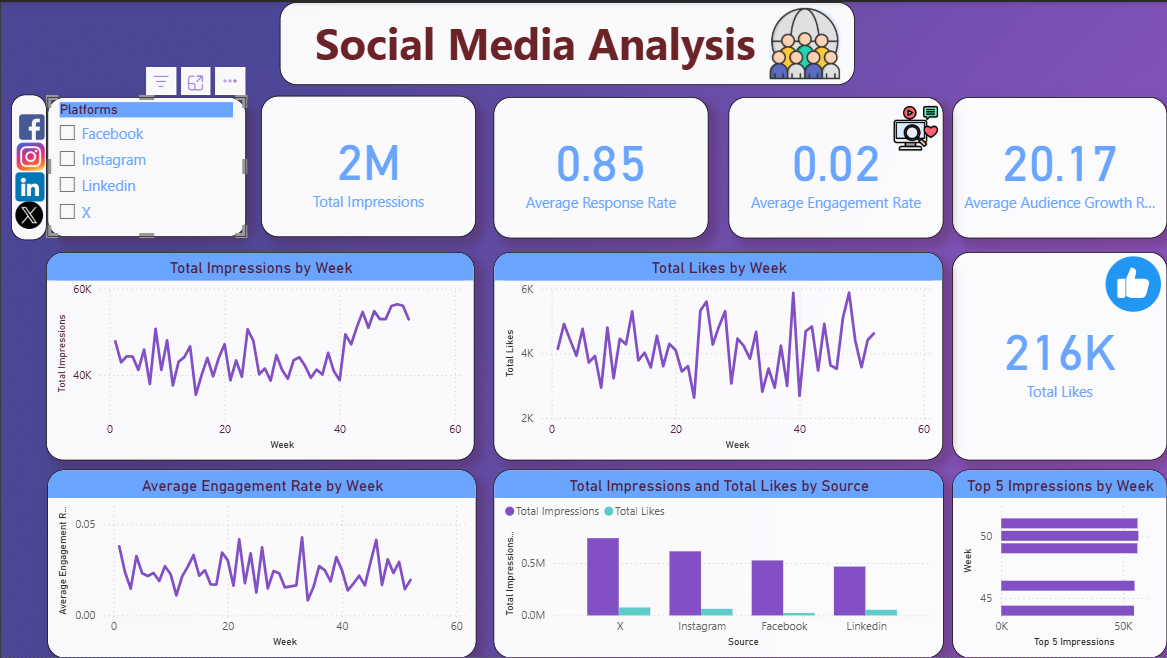 Social Media Analysis
Platforms
Facebook
Instagram
Linkedin
X
2M
Total Impressions
0.85
Average Response Rate
0.02
Average Engagement Rate
20.17
Average Audience Growth R...
Total Impressions by Week
Total Impressions
60K
40K
0
20
40
60
Week
Total Likes by Week
Total Likes
6K
4K
2K
0
20
40
60
Week
216K
Total Likes
Average Engagement Rate by Week
Average Engagement R...
0.05
0.00
0
20
40
60
Week
Total Impressions and Total Likes by Source
Total Impressions
Total Likes
Total Impressions...
0.5M
0.0M
X
Instagram
Facebook
Linkedin
Source
Top 5 Impressions by Week
Week
50
45
0K
50K
Top 5 Impressions